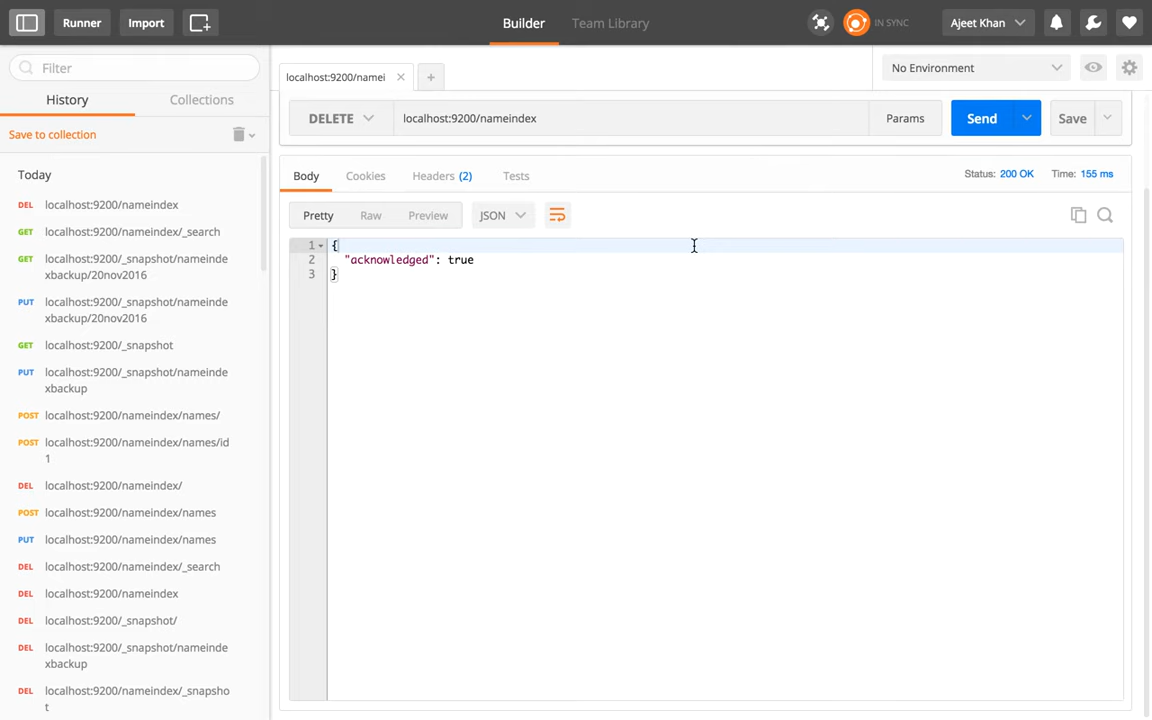 Runner
Import
Builder
Team Library
IN SYNC
Ajeet Khan
Filter
History
Collections
Save to collection
Today
DEL localhost:9200/nameindex
GET localhost:9200/nameindex/_search
GET localhost:9200/_snapshot/nameinde
xbackup/20nov2016
PUT localhost:9200/_snapshot/nameinde
xbackup/20nov2016
GET localhost:9200/_snapshot
PUT localhost:9200/_snapshot/nameinde
xbackup
POST localhost:9200/nameindex/names/
POST localhost:9200/nameindex/names/id
1
DEL localhost:9200/nameindex/
POST localhost:9200/nameindex/names
PUT localhost:9200/nameindex/names
DEL localhost:9200/nameindex/_search
DEL localhost:9200/nameindex
DEL localhost:9200/_snapshot/
DEL localhost:9200/_snapshot/nameinde
xbackup
DEL localhost:9200/nameindex/_snapsho
t
localhost:9200/namei
No Environment
DELETE
localhost:9200/nameindex
Params
Send
Save
Body
Cookies
Headers (2)
Tests
Status: 200 OK
Time: 155 ms
Pretty
Raw
Preview
JSON
1 {
2 "acknowledged": true
3 }